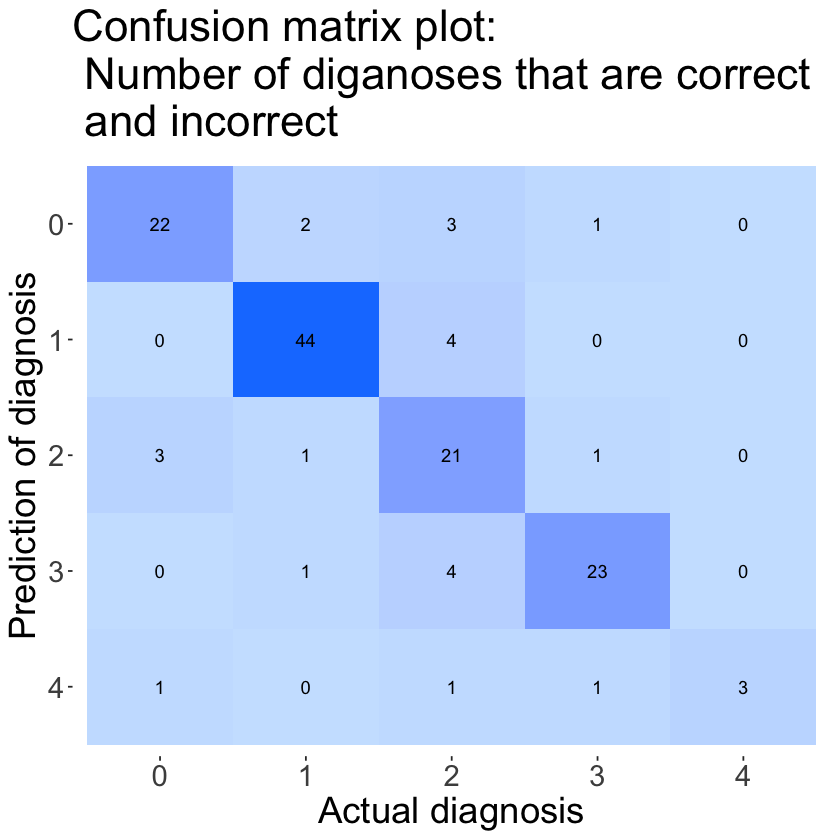 Confusion matrix plot:
Number of diganoses that are correct
and incorrect
Prediction of diagnosis
0 22 2 3 1 0
1 0 44 4 0 0
2 3 1 21 1 0
3 0 1 4 23 0
4 1 0 1 1 3
0 1 2 3 4
Actual diagnosis